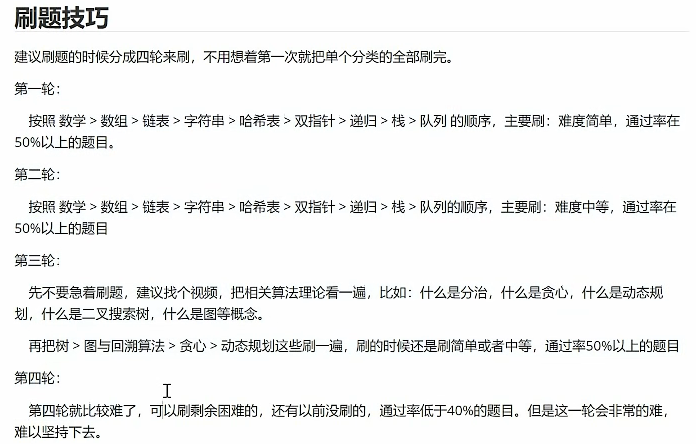 刷题技巧
建议刷题的时候分成四轮来刷，不用想着第一次就把单个分类的全部刷完。
第一轮：
按照 数学 > 数组 > 链表 > 字符串 > 哈希表 > 双指针 > 递归 > 栈 > 队列 的顺序，主要刷：难度简单，通过率在
50%以上的题目。
第二轮：
按照 数学 > 数组 > 链表 > 字符串 > 哈希表 > 双指针 > 递归 > 栈 > 队列的顺序，主要刷：难度中等，通过率在
50%以上的题目
第三轮：
先不要急着刷题，建议找个视频，把相关算法理论看一遍，比如：什么是分治，什么是贪心，什么是动态规
划，什么是二叉搜索树，什么是图等概念。
再把树 > 图与回溯算法 > 贪心 > 动态规划这些刷一遍，刷的时候还是刷简单或者中等，通过率50%以上的题目
第四轮：
第四轮就比较难了，可以刷剩余困难的，还有以前没刷的，通过率低于40%的题目。但是这一轮会非常的难，
难以坚持下去。